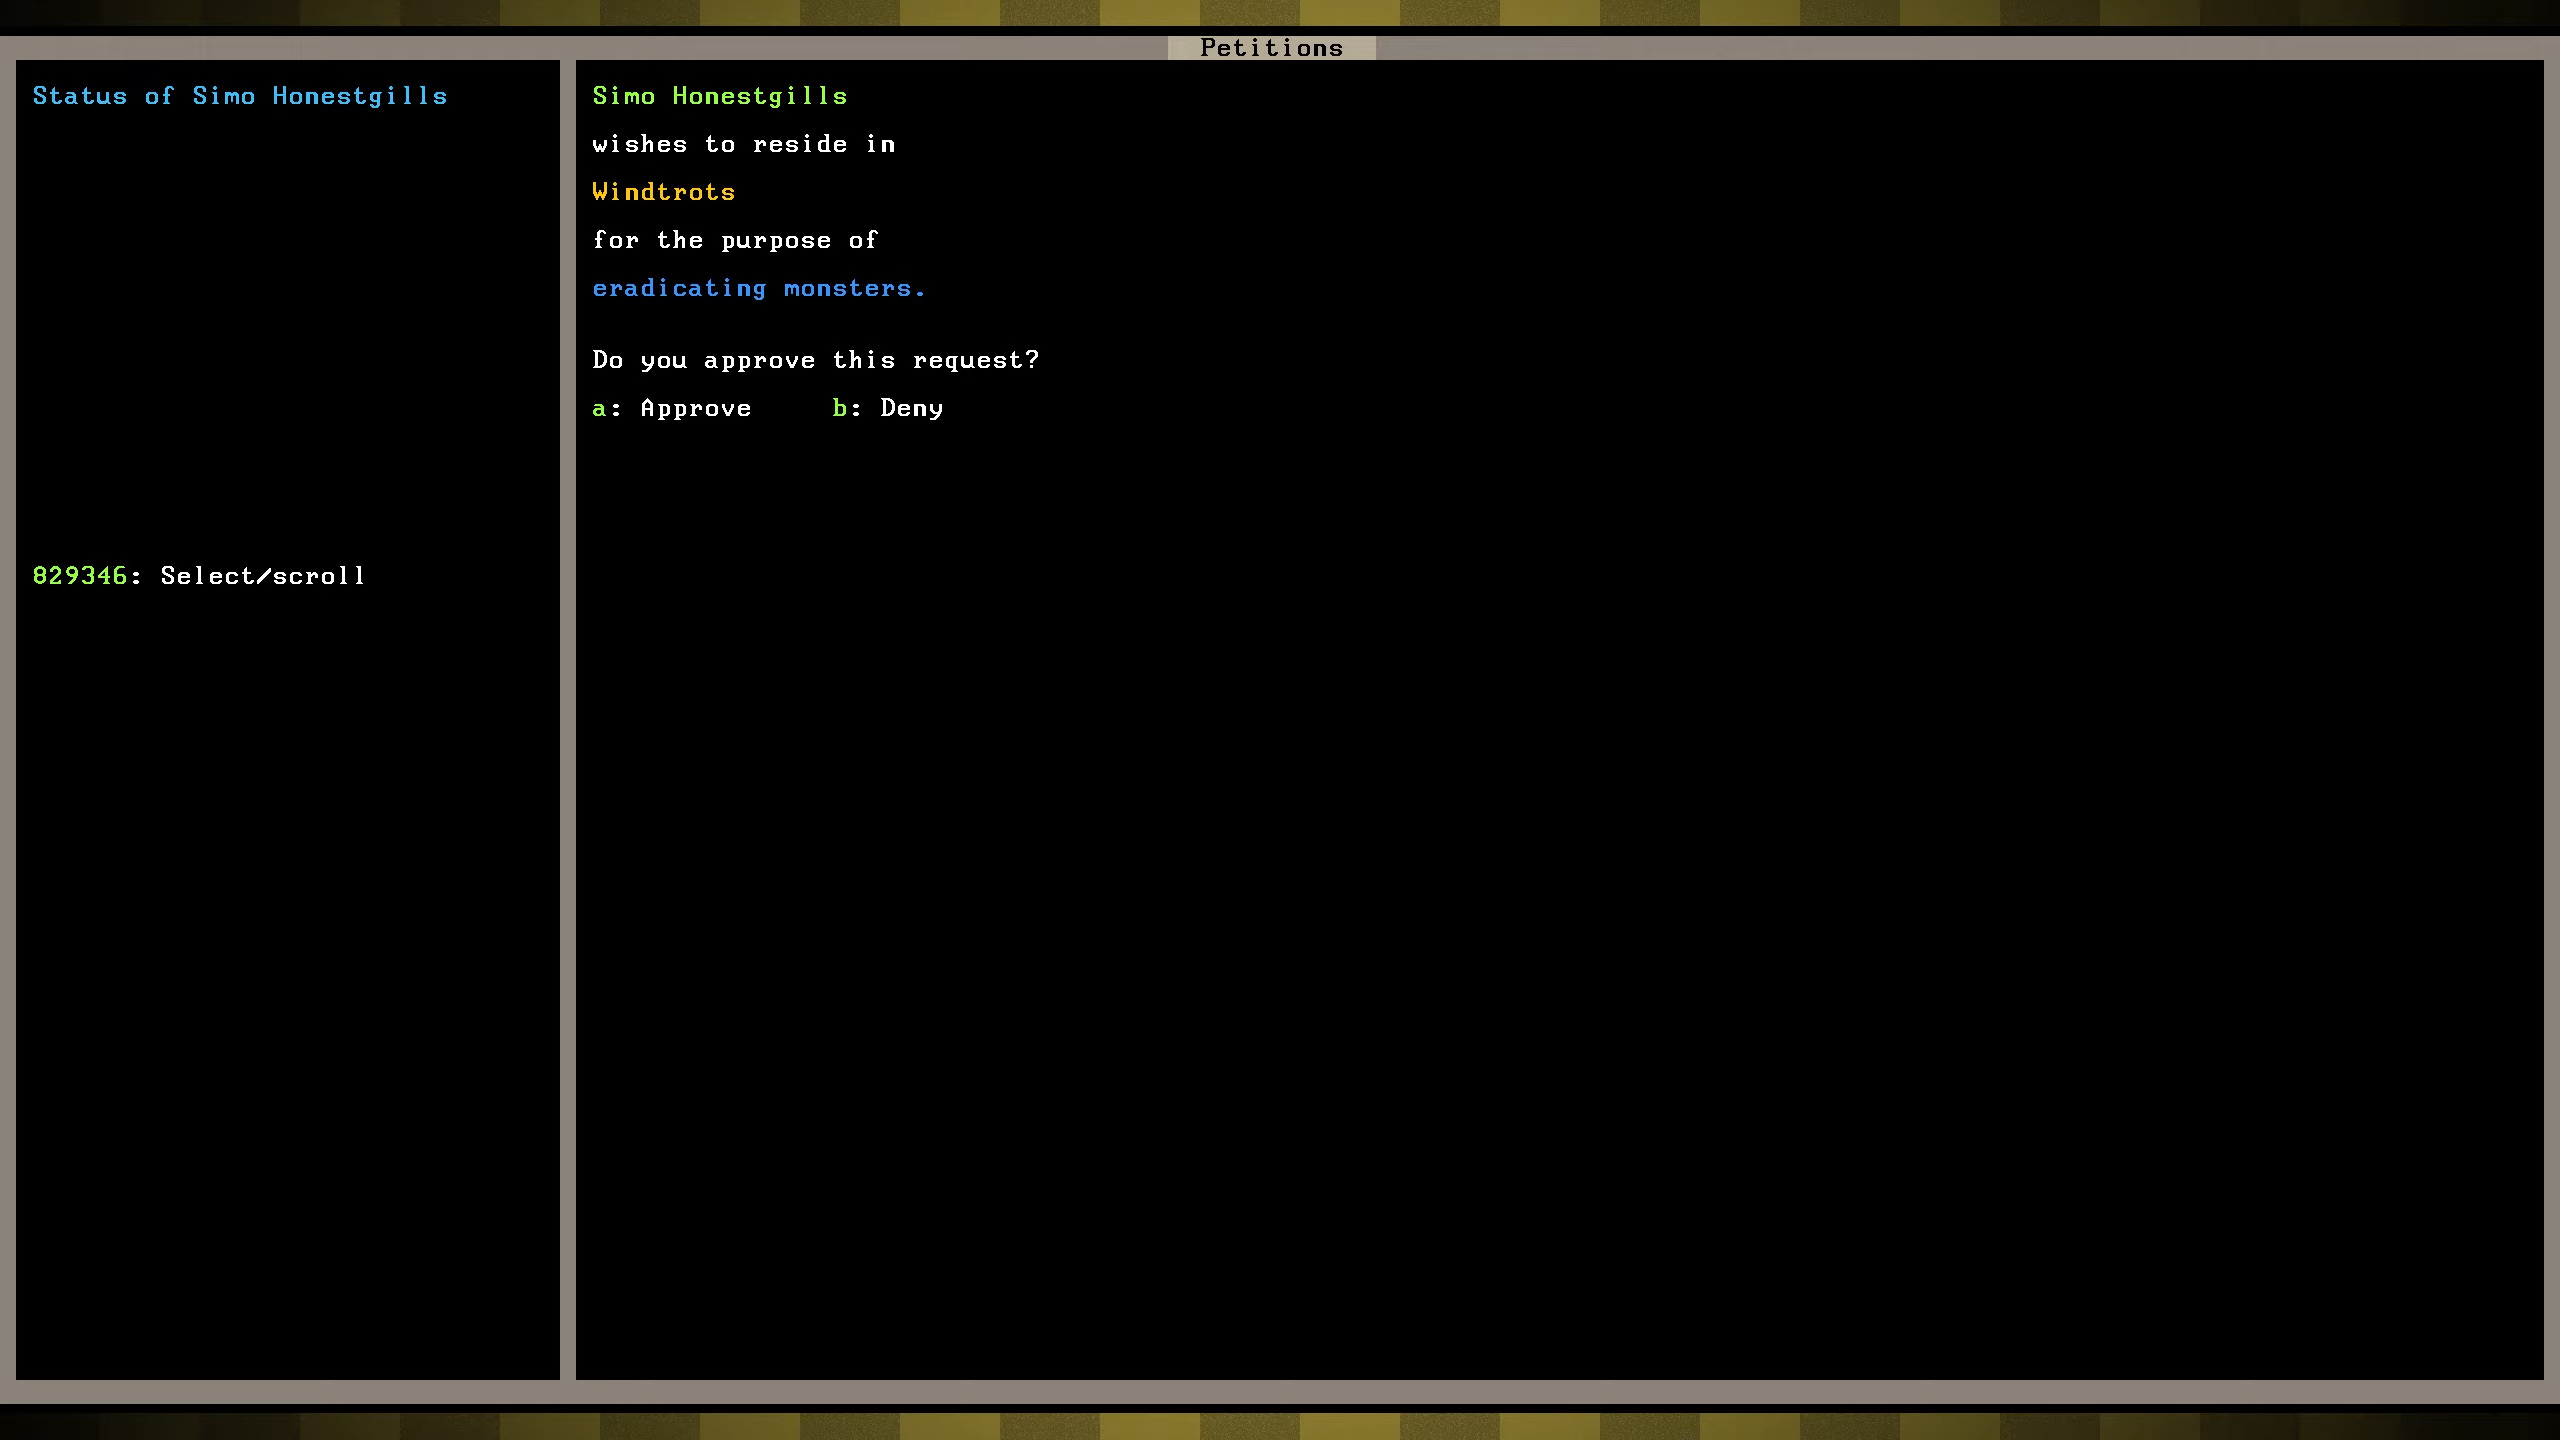 Petitions
Status of Simo Honestgills
829346: Select/scroll
Simo Honestgills
wishes to reside in
Windtrots
for the purpose of
eradicating monsters.
Do you approve this request?
a: Approve b: Deny